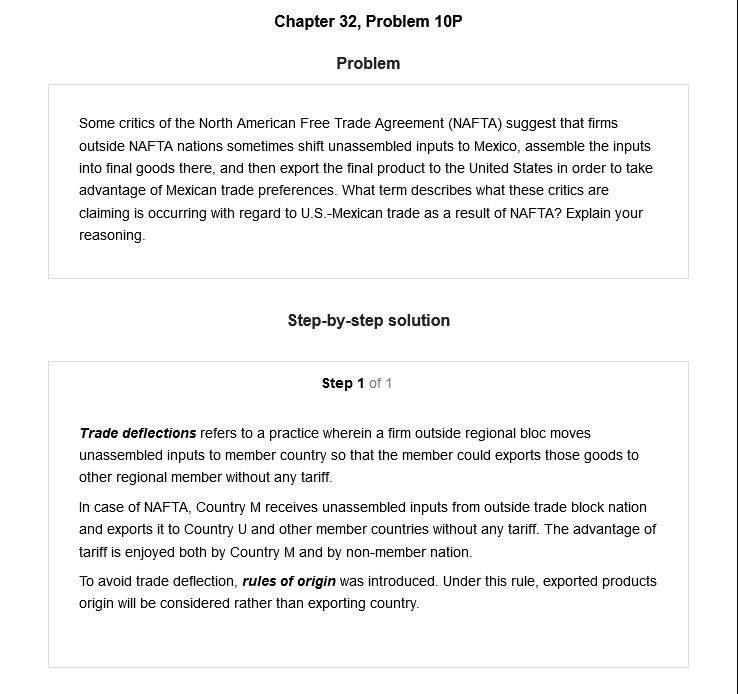 Chapter 32, Problem 10P
Problem
Some critics of the North American Free Trade Agreement (NAFTA) suggest that firms
outside NAFTA nations sometimes shift unassembled inputs to Mexico, assemble the inputs
into final goods there, and then export the final product to the United States in order to take
advantage of Mexican trade preferences. What term describes what these critics are
claiming is occurring with regard to U.S.-Mexican trade as a result of NAFTA? Explain your
reasoning.
Step-by-step solution
Step 1 of 1
Trade deflections refers to a practice wherein a firm outside regional bloc moves
unassembled inputs to member country so that the member could exports those goods to
other regional member without any tariff.
In case of NAFTA, Country M receives unassembled inputs from outside trade block nation
and exports it to Country U and other member countries without any tariff. The advantage of
tariff is enjoyed both by Country M and by non-member nation.
To avoid trade deflection, rules of origin was introduced. Under this rule, exported products
origin will be considered rather than exporting country.